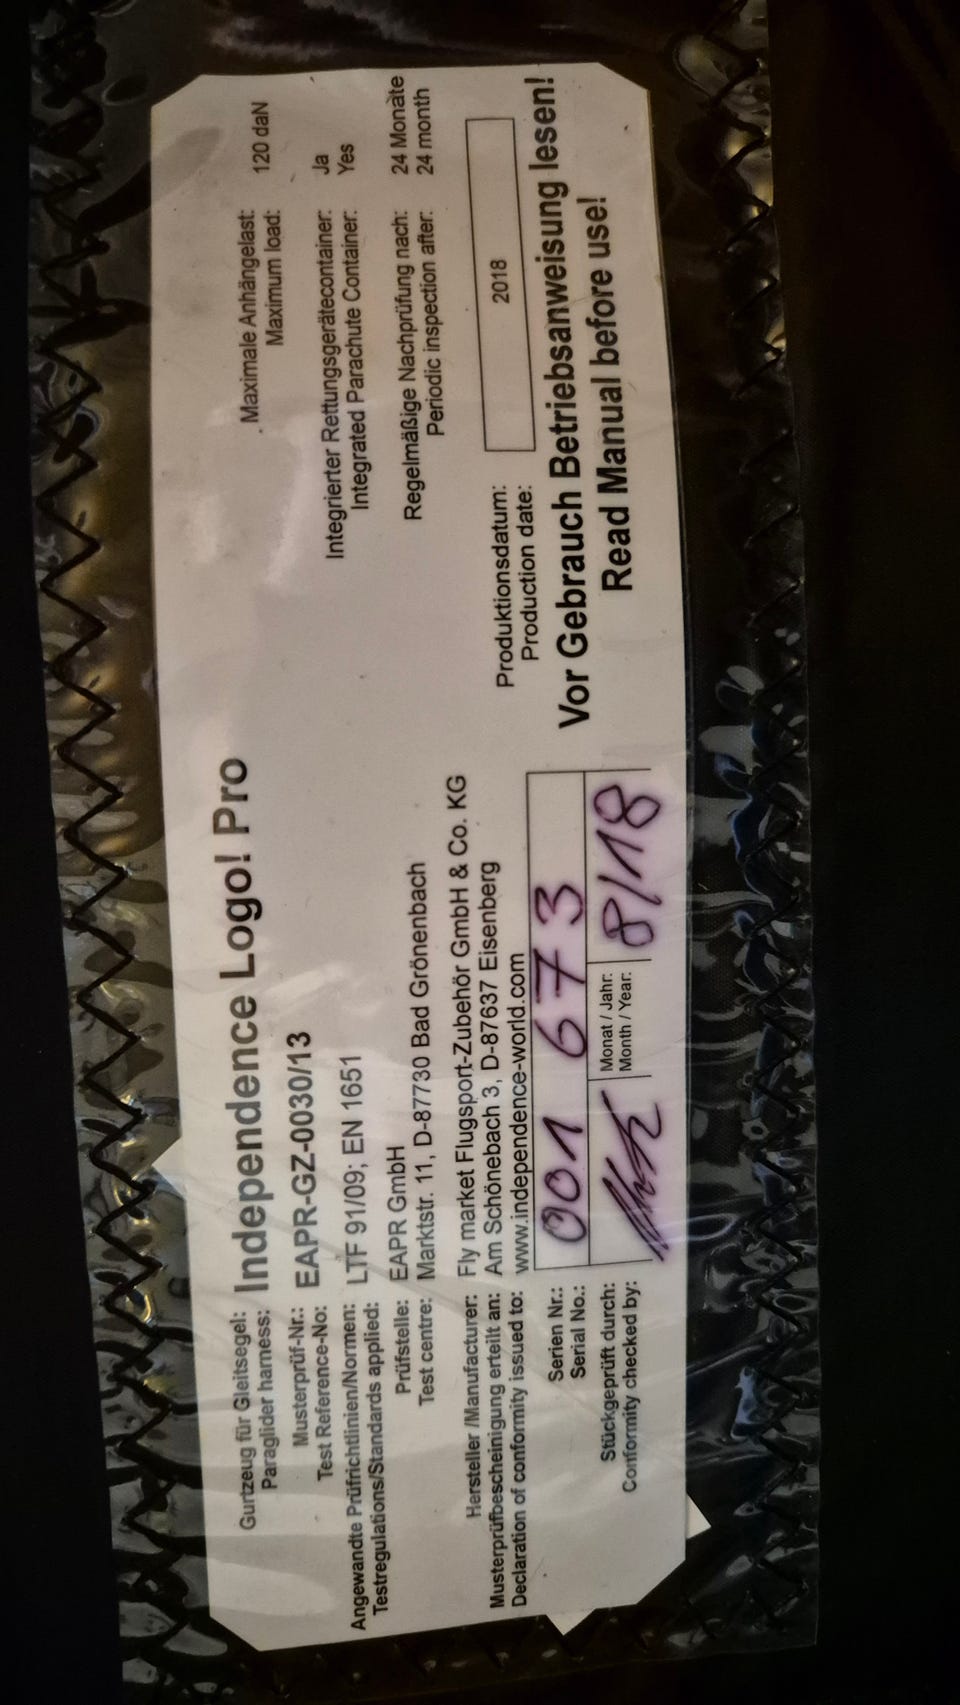 Gurtzeug für Gleitsegel: Independence Logo! Pro
Paraglider harness:
Musterprüf-Nr.: EAPR-GZ-0030/13
Test Reference-No:
Angewandte Prüfrichtlinien/Normen: LTF 91/09; EN 1651
Testregulations/Standards applied:
Prüfstelle: EAPR GmbH
Test centre: Marktstr. 11, D-87730 Bad Grönenbach
Hersteller /Manufacturer: Fly market Flugsport-Zubehör GmbH & Co. KG
Musterprüfbescheinigung erteilt an: Am Schönebach 3, D-87637 Eisenberg
Declaration of conformity issued to: www.independence-world.com
Serien Nr.: 001 673
Serial No.:
Stückgeprüft durch:
Conformity checked by:
Monat / Jahr: 8/18
Month / Year:
Maximale Anhängelast: 120 daN
Maximum load:
Integrierter Rettungsgerätecontainer: Ja
Integrated Parachute Container: Yes
Regelmäßige Nachprüfung nach: 24 Monate
Periodic inspection after: 24 month
Produktionsdatum: 2018
Production date:
Vor Gebrauch Betriebsanweisung lesen!
Read Manual before use!